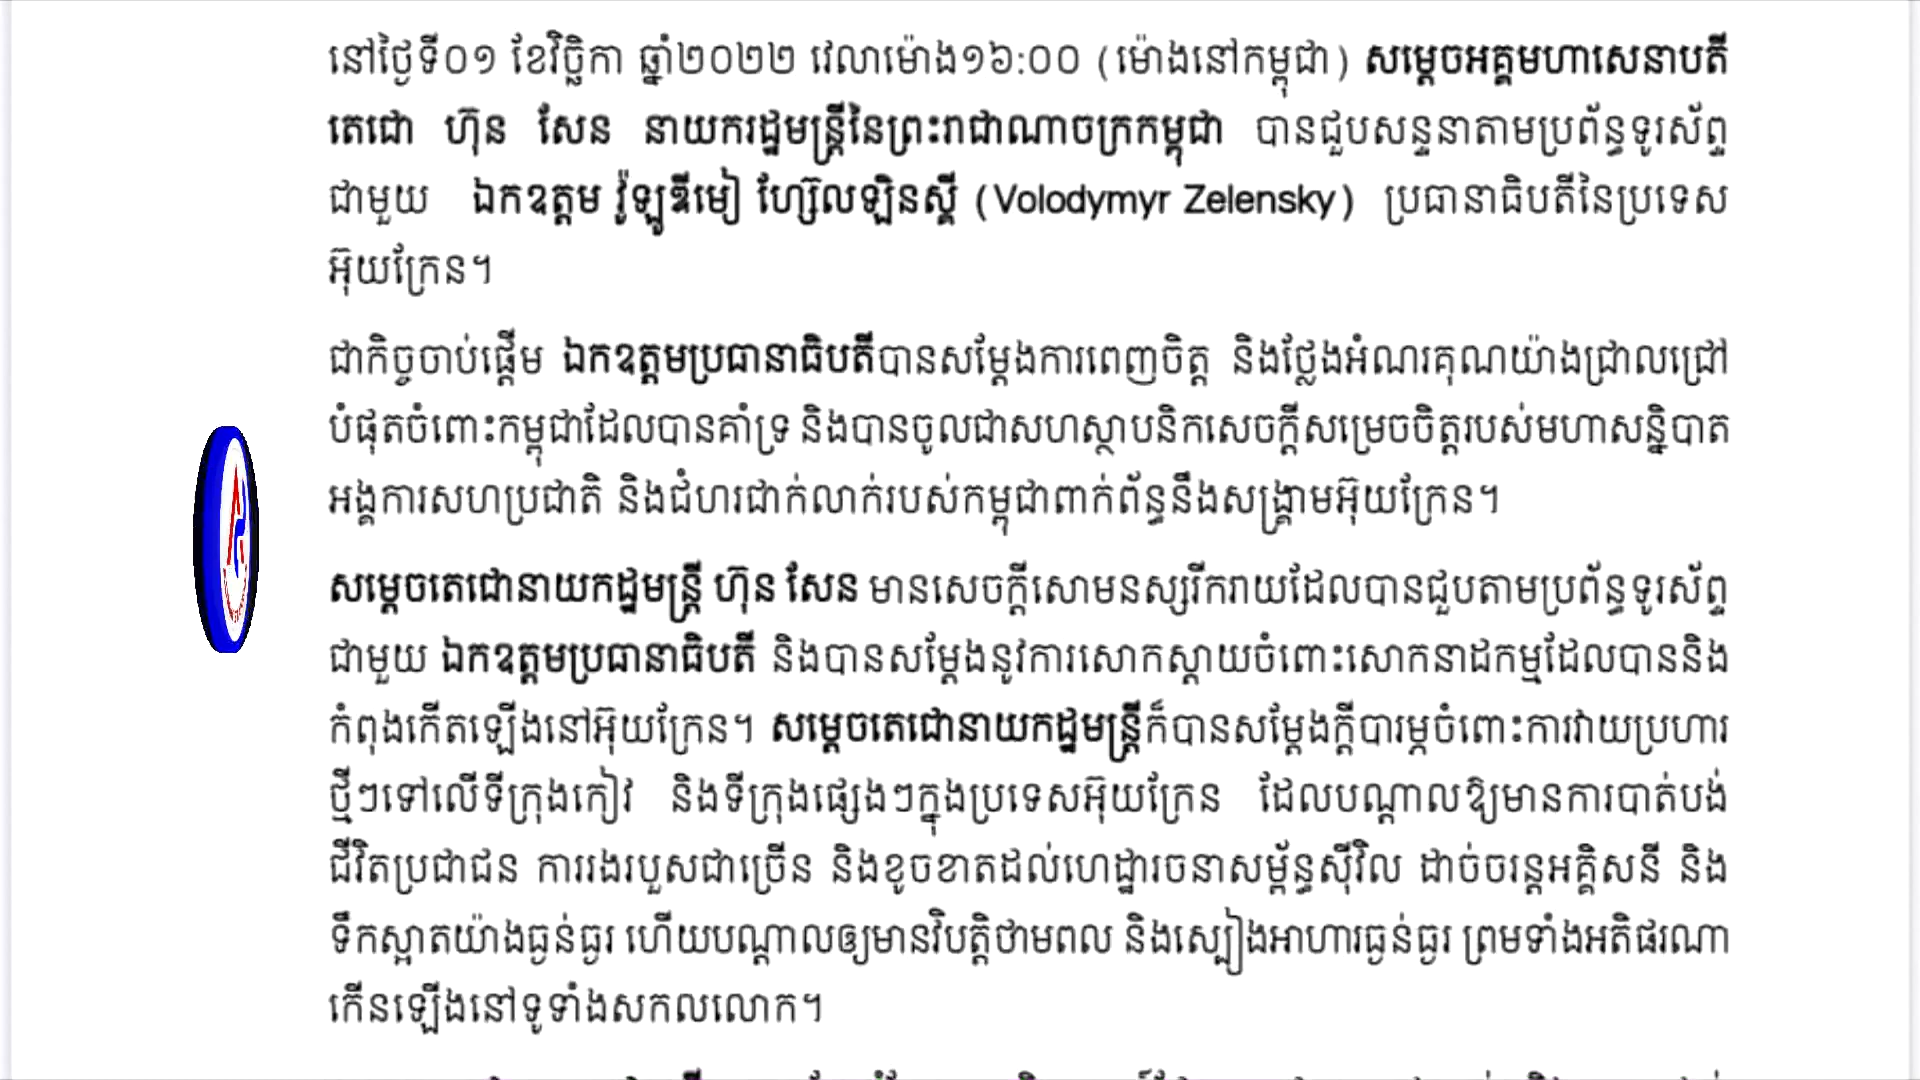 នៅថ្ងៃទី០១ ខែវិច្ឆិកា ឆ្នាំ២០២២ វេលាម៉ោង១៦:០០ (ម៉ោងនៅកម្ពុជា) សម្តេចអគ្គមហាសេនាបតី
តេជោ ហ៊ុន សែន នាយករដ្ឋមន្ត្រីនៃព្រះរាជាណាចក្រកម្ពុជា បានជួបសន្ទនាតាមប្រព័ន្ធទូរស័ព្ទ
ជាមួយ ឯកឧត្តម វ៉ូឡូឌីមៀ ហ្ស៊េលឡិនស្គី (Volodymyr Zelensky) ប្រធានាធិបតីនៃប្រទេស
អ៊ុយក្រែន។
ជាកិច្ចចាប់ផ្តើម ឯកឧត្តមប្រធានាធិបតីបានសម្តែងការពេញចិត្ត និងថ្លែងអំណរគុណយ៉ាងជ្រាលជ្រៅ
បំផុតចំពោះកម្ពុជាដែលបានគាំទ្រ និងបានចូលជាសហស្ថាបនិកសេចក្តីសម្រេចចិត្តរបស់មហាសន្និបាត
អង្គការសហប្រជាតិ និងជំហរជាក់លាក់របស់កម្ពុជាពាក់ព័ន្ធនឹងសង្គ្រាមអ៊ុយក្រែន។
សម្តេចតេជោនាយកដ្ឋមន្ត្រី ហ៊ុន សែន មានសេចក្តីសោមនស្សរីករាយដែលបានជួបតាមប្រព័ន្ធទូរស័ព្ទ
ជាមួយ ឯកឧត្តមប្រធានាធិបតី និងបានសម្តែងនូវការសោកស្តាយចំពោះសោកនាដកម្មដែលបាននិង
កំពុងកើតឡើងនៅអ៊ុយក្រែន។ សម្តេចតេជោនាយកដ្ឋមន្ត្រីក៏បានសម្តែងក្តីបារម្ភចំពោះការវាយប្រហារ
ថ្មីៗទៅលើទីក្រុងកៀវ និងទីក្រុងផ្សេងៗក្នុងប្រទេសអ៊ុយក្រែន ដែលបណ្តាលឱ្យមានការបាត់បង់
ជីវិតប្រជាជន ការរងរបួសជាច្រើន និងខូចខាតដល់ហេដ្ឋារចនាសម្ព័ន្ធស៊ីវិល ដាច់ចរន្តអគ្គិសនី និង
ទឹកស្អាតយ៉ាងធ្ងន់ធ្ងរ ហើយបណ្តាលឲ្យមានវិបត្តិថាមពល និងស្បៀងអាហារធ្ងន់ធ្ងរ ព្រមទាំងអតិផរណា
កើនឡើងនៅទូទាំងសកលលោក។